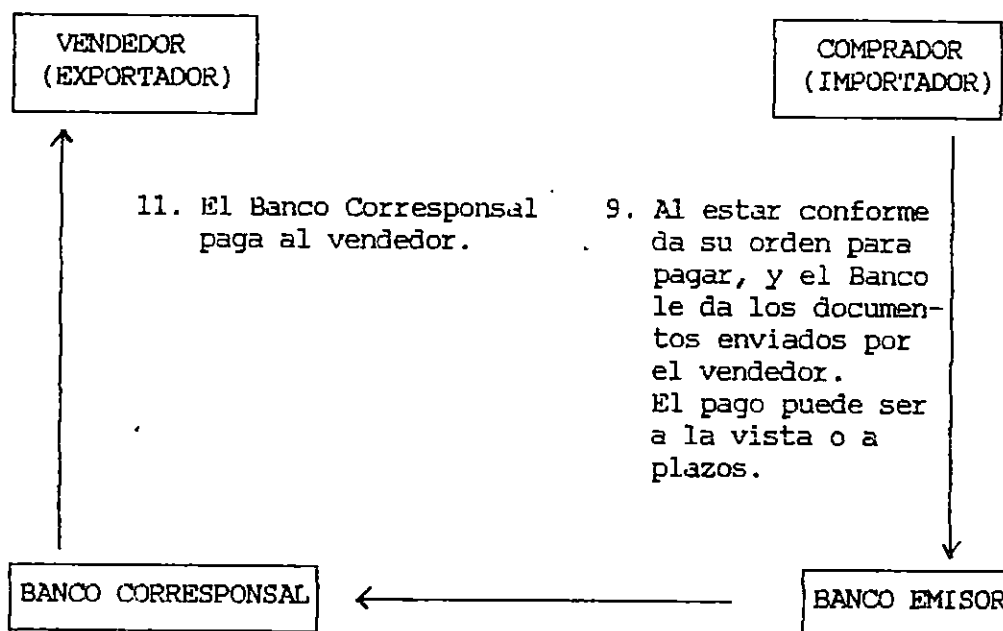 VENDEDOR
(EXPORTADOR)
COMPRADOR
(IMPORTADOR)
11. El Banco Corresponsal
paga al vendedor.
9. Al estar conforme
da su orden para
pagar, y el Banco
le da los documen-
tos enviados por
el vendedor.
El pago puede ser
a la vista o a
plazos.
BANCO CORRESPONSAL
BANCO EMISOR